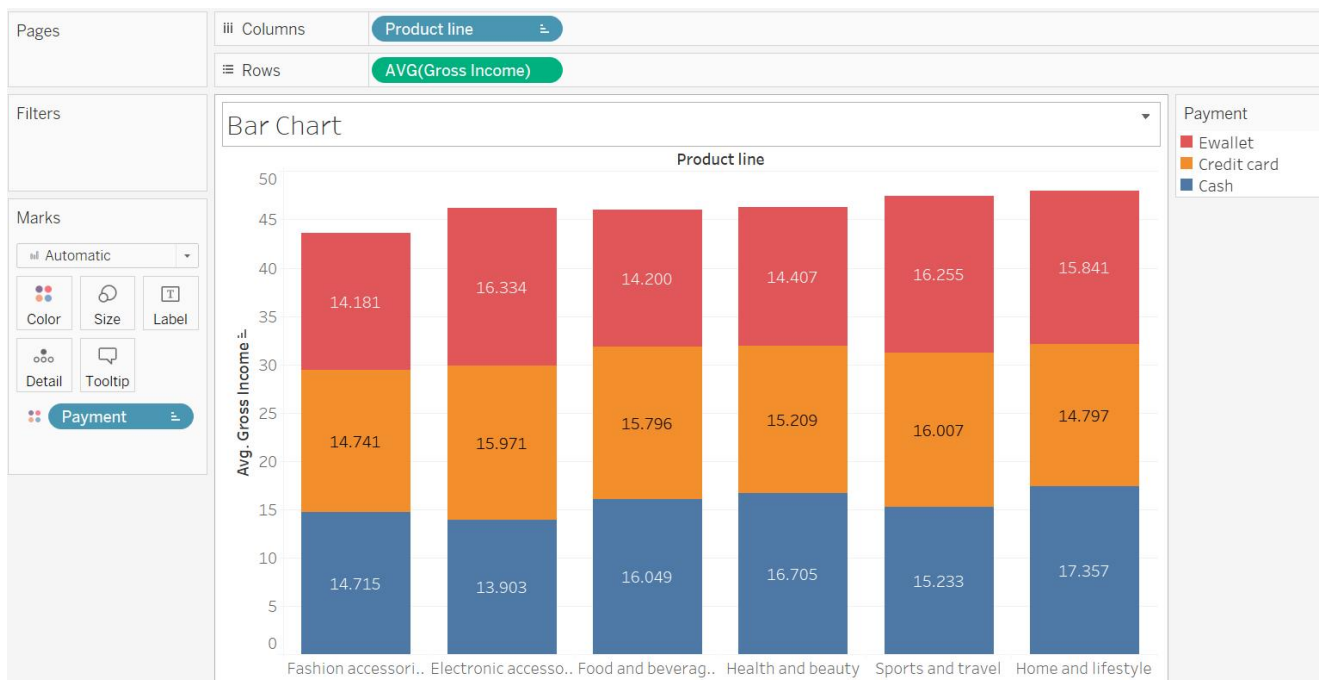 Pages
iii Columns
Product line
Rows
AVG(Gross Income)
Filters
Marks
Automatic
Color
Size
T
Label
Detail
Tooltip
Payment
Bar Chart
Product line
Avg. Gross Income
50
45
40
35
30
25
20
15
10
5
0
14.181 16.334 14.200 14.407 16.255 15.841
14.741 15.971 15.796 15.209 16.007 14.797
14.715 13.903 16.049 16.705 15.233 17.357
Fashion accessori.. Electronic accesso.. Food and beverag.. Health and beauty Sports and travel Home and lifestyle
Payment
Ewallet
Credit card
Cash